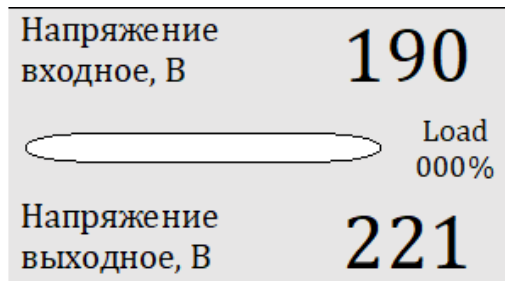 Напряжение
входное, В
190
Load
000%
Напряжение
выходное, В
221